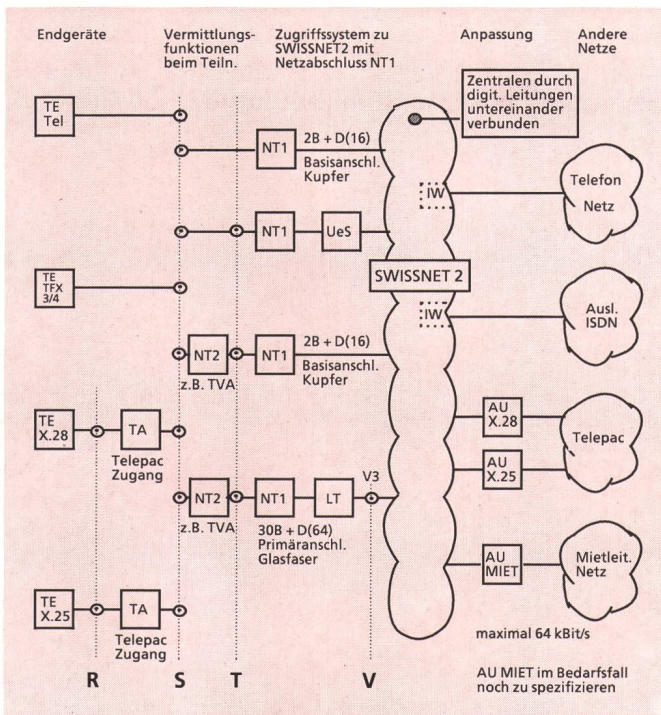 Endgeräte
Vermittlungs-
funktionen
beim Teiln.
Zugriffssystem zu
SWISSNET2 mit
Netzabschluss NT1
Anpassung
Andere
Netze
TE
Tel
Zentralen durch
digit. Leitungen
untereinander
verbunden
NT1
2B + D(16)
Basisanschl.
Kupfer
IW
Telefon
Netz
NT1
UeS
SWISSNET 2
TE
TFX
3/4
IW
Ausl.
ISDN
NT2
z.B. TVA
NT1
2B + D(16)
Basisanschl.
Kupfer
TE
X.28
TA
Telepac
Zugang
AU
X.28
AU
X.25
Telepac
NT2
z.B. TVA
NT1
LT
V3
30B + D(64)
Primäranschl.
Glasfaser
AU
MIET
Mietleit.
Netz
TE
X.25
TA
Telepac
Zugang
maximal 64 kBit/s
R
S
T
V
AU MIET im Bedarfsfall
noch zu spezifizieren